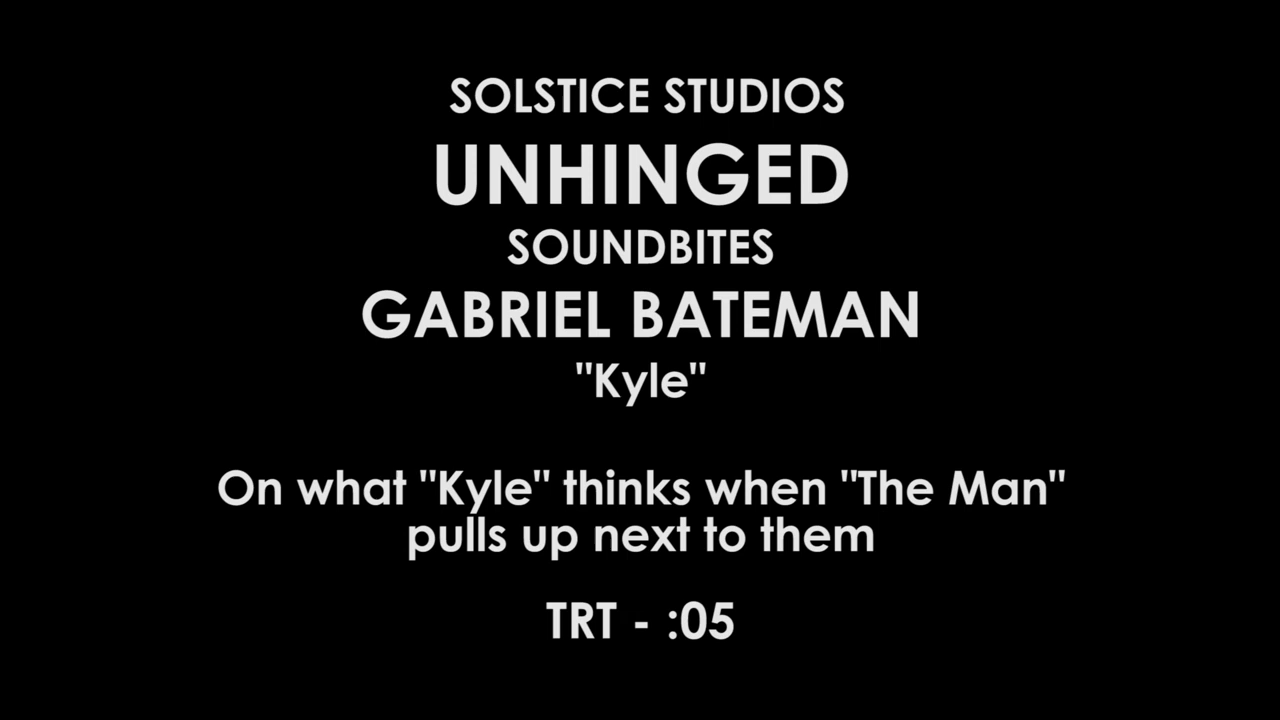 SOLSTICE STUDIOS
UNHINGED
SOUNDBITES
GABRIEL BATEMAN
"Kyle"
On what "Kyle" thinks when "The Man"
pulls up next to them
TRT - :05